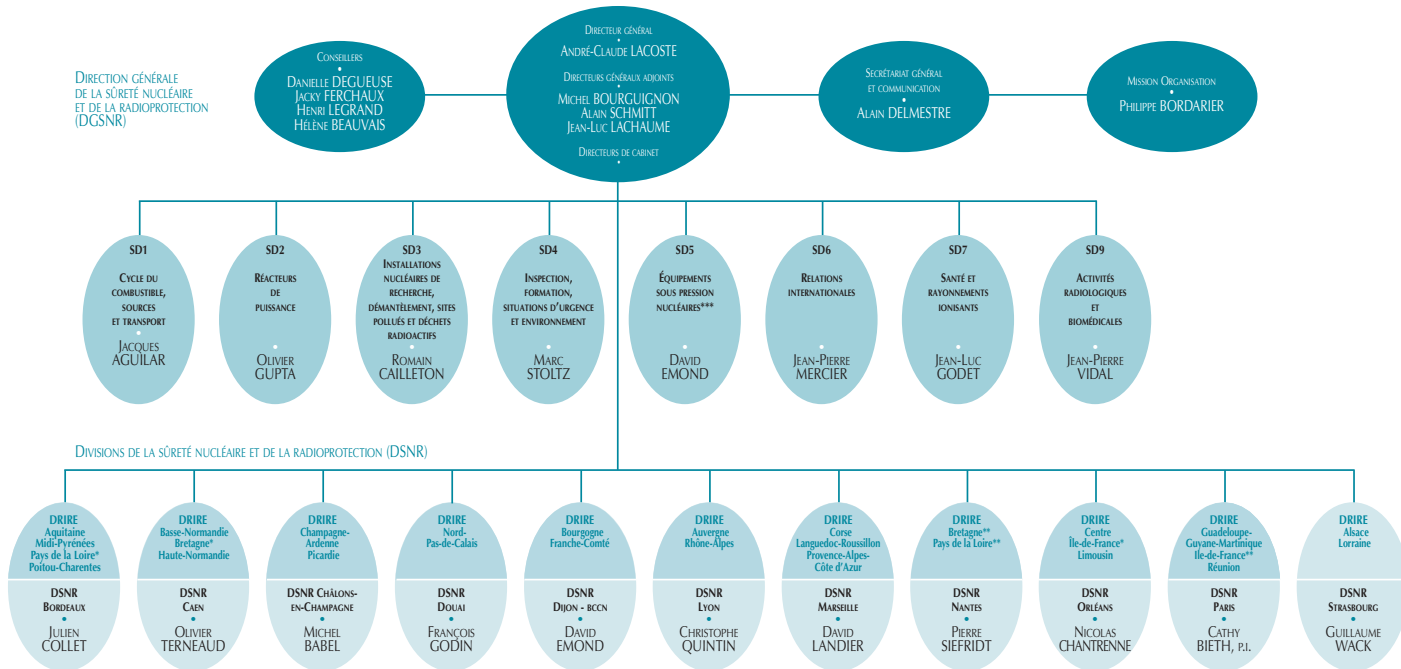 DIRECTION GÉNÉRALE
DE LA SÛRETÉ NUCLÉAIRE
ET DE LA RADIOPROTECTION
(DGSNR)
CONSEILLERS
•
DANIELLE DEGUEUSE
JACKY FERCHAUX
HENRI LEGRAND
HÉLÈNE BEAUVAIS
DIRECTEUR GÉNÉRAL
•
ANDRÉ-CLAUDE LACOSTE
DIRECTEURS GÉNÉRAUX ADJOINTS
•
MICHEL BOURGUIGNON
ALAIN SCHMITT
JEAN-LUC LACHAUME
DIRECTEURS DE CABINET
•
SECRÉTARIAT GÉNÉRAL
ET COMMUNICATION
•
ALAIN DELMESTRE
MISSION ORGANISATION
•
PHILIPPE BORDARIER
SD1
CYCLE DU
COMBUSTIBLE,
SOURCES
ET TRANSPORT
•
JACQUES
AGUILAR
SD2
RÉACTEURS
DE
PUISSANCE
•
OLIVIER
GUPTA
SD3
INSTALLATIONS
NUCLÉAIRES DE
RECHERCHE,
DÉMANTÈLEMENT, SITES
POLLUÉS ET DÉCHETS
RADIOACTIFS
•
ROMAIN
CAILLETON
SD4
INSPECTION,
FORMATION,
SITUATIONS D'URGENCE
ET ENVIRONNEMENT
•
MARC
STOLTZ
SD5
ÉQUIPEMENTS
SOUS PRESSION
NUCLÉAIRES***
•
DAVID
EMOND
SD6
RELATIONS
INTERNATIONALES
•
JEAN-PIERRE
MERCIER
SD7
SANTÉ ET
RAYONNEMENTS
IONISANTS
•
JEAN-LUC
GODET
SD9
ACTIVITÉS
RADIOLOGIQUES
ET
BIOMÉDICALES
•
JEAN-PIERRE
VIDAL
DIVISIONS DE LA SÛRETÉ NUCLÉAIRE ET DE LA RADIOPROTECTION (DSNR)
DRIRE
Aquitaine
Midi-Pyrénées
Pays de la Loire*
Poitou-Charentes
DSNR
BORDEAUX
•
JULIEN
COLLET
DRIRE
Basse-Normandie
Bretagne*
Haute-Normandie
DSNR
CAEN
•
OLIVIER
TERNEAUD
DRIRE
Champagne-
Ardenne
Picardie
DSNR CHÂLONS-
EN-CHAMPAGNE
•
MICHEL
BABEL
DRIRE
Nord-
Pas-de-Calais
DSNR
DOUAI
•
FRANÇOIS
GODIN
DRIRE
Bourgogne
Franche-Comté
DSNR
DIJON - BCCN
•
DAVID
EMOND
DRIRE
Auvergne
Rhône-Alpes
DSNR
LYON
•
CHRISTOPHE
QUINTIN
DRIRE
Corse
Languedoc-Roussillon
Provence-Alpes-
Côte d'Azur
DSNR
MARSEILLE
•
DAVID
LANDIER
DRIRE
Bretagne**
Pays de la Loire**
DSNR
NANTES
•
PIERRE
SIEFRIDT
DRIRE
Centre
Île-de-France*
Limousin
DSNR
ORLÉANS
•
NICOLAS
CHANTRENNE
DRIRE
Guadeloupe-
Guyane-Martinique
Ile-de-France**
Réunion
DSNR
PARIS
•
CATHY
BIETH, P.I.
DRIRE
Alsace
Lorraine
DSNR
STRASBOURG
•
GUILLAUME
WACK